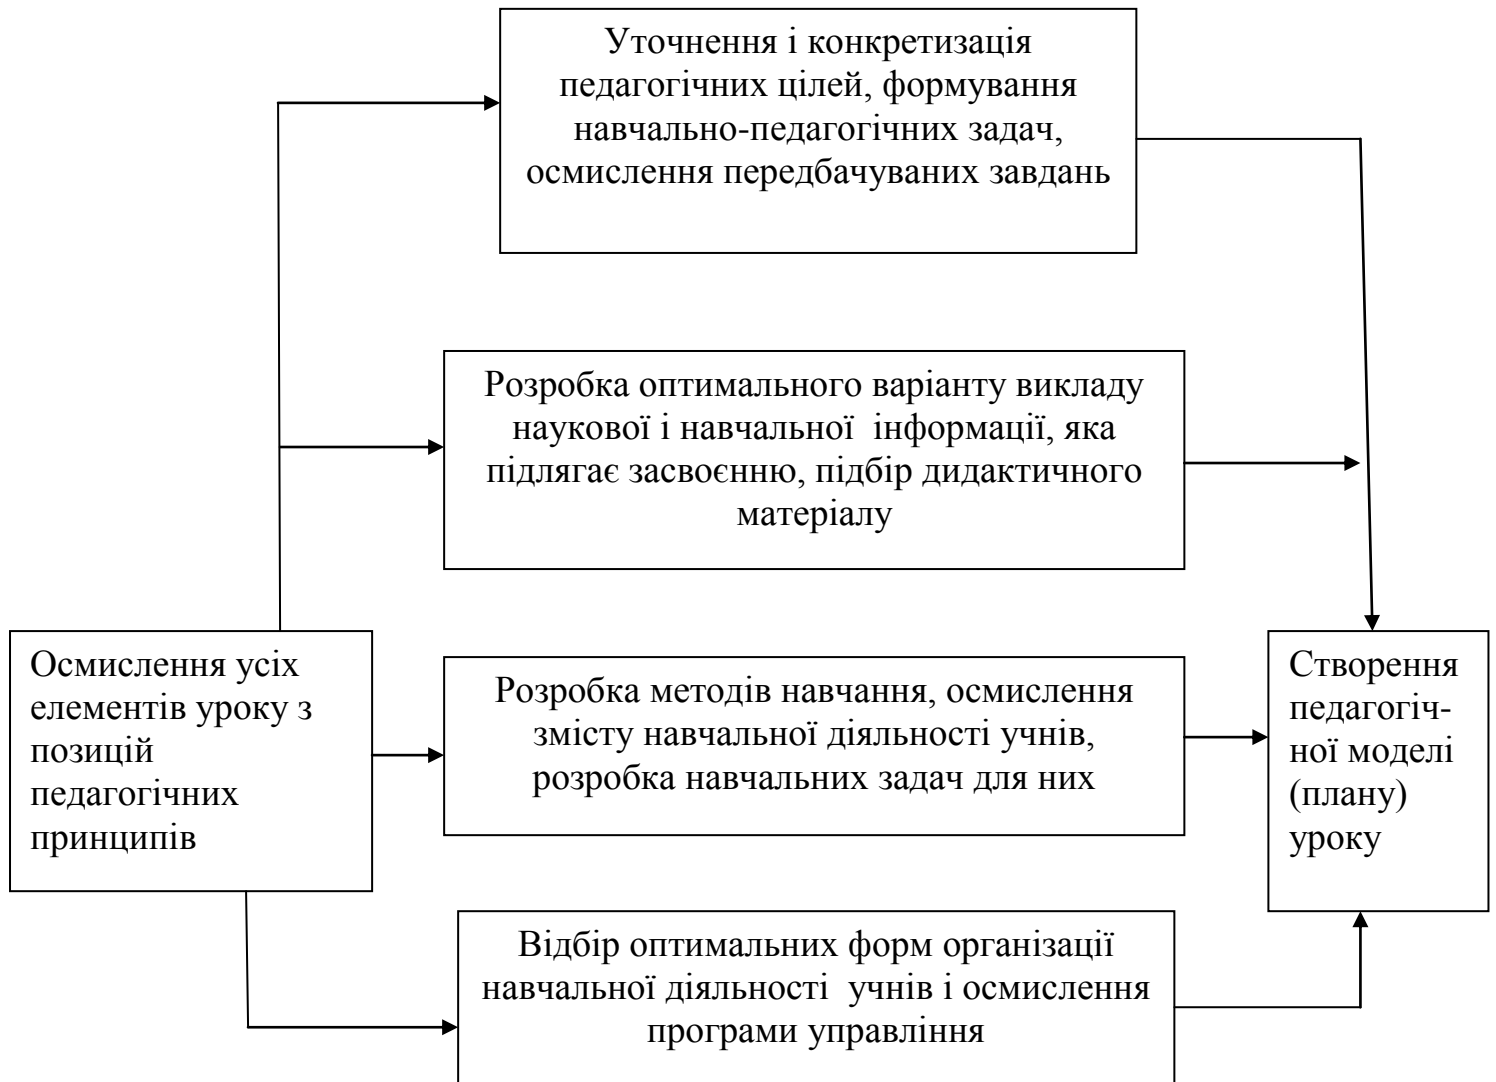 Уточнення і конкретизація
педагогічних цілей, формування
навчально-педагогічних задач,
осмислення передбачуваних завдань
Розробка оптимального варіанту викладу
наукової і навчальної  інформації, яка
підлягає засвоєнню, підбір дидактичного
матеріалу
Осмислення усіх
елементів уроку з
позицій
педагогічних
принципів
Розробка методів навчання, осмислення
змісту навчальної діяльності учнів,
розробка навчальних задач для них
Створення
педагогіч-
ної моделі
(плану)
уроку
Відбір оптимальних форм організації
навчальної діяльності  учнів і осмислення
програми управління